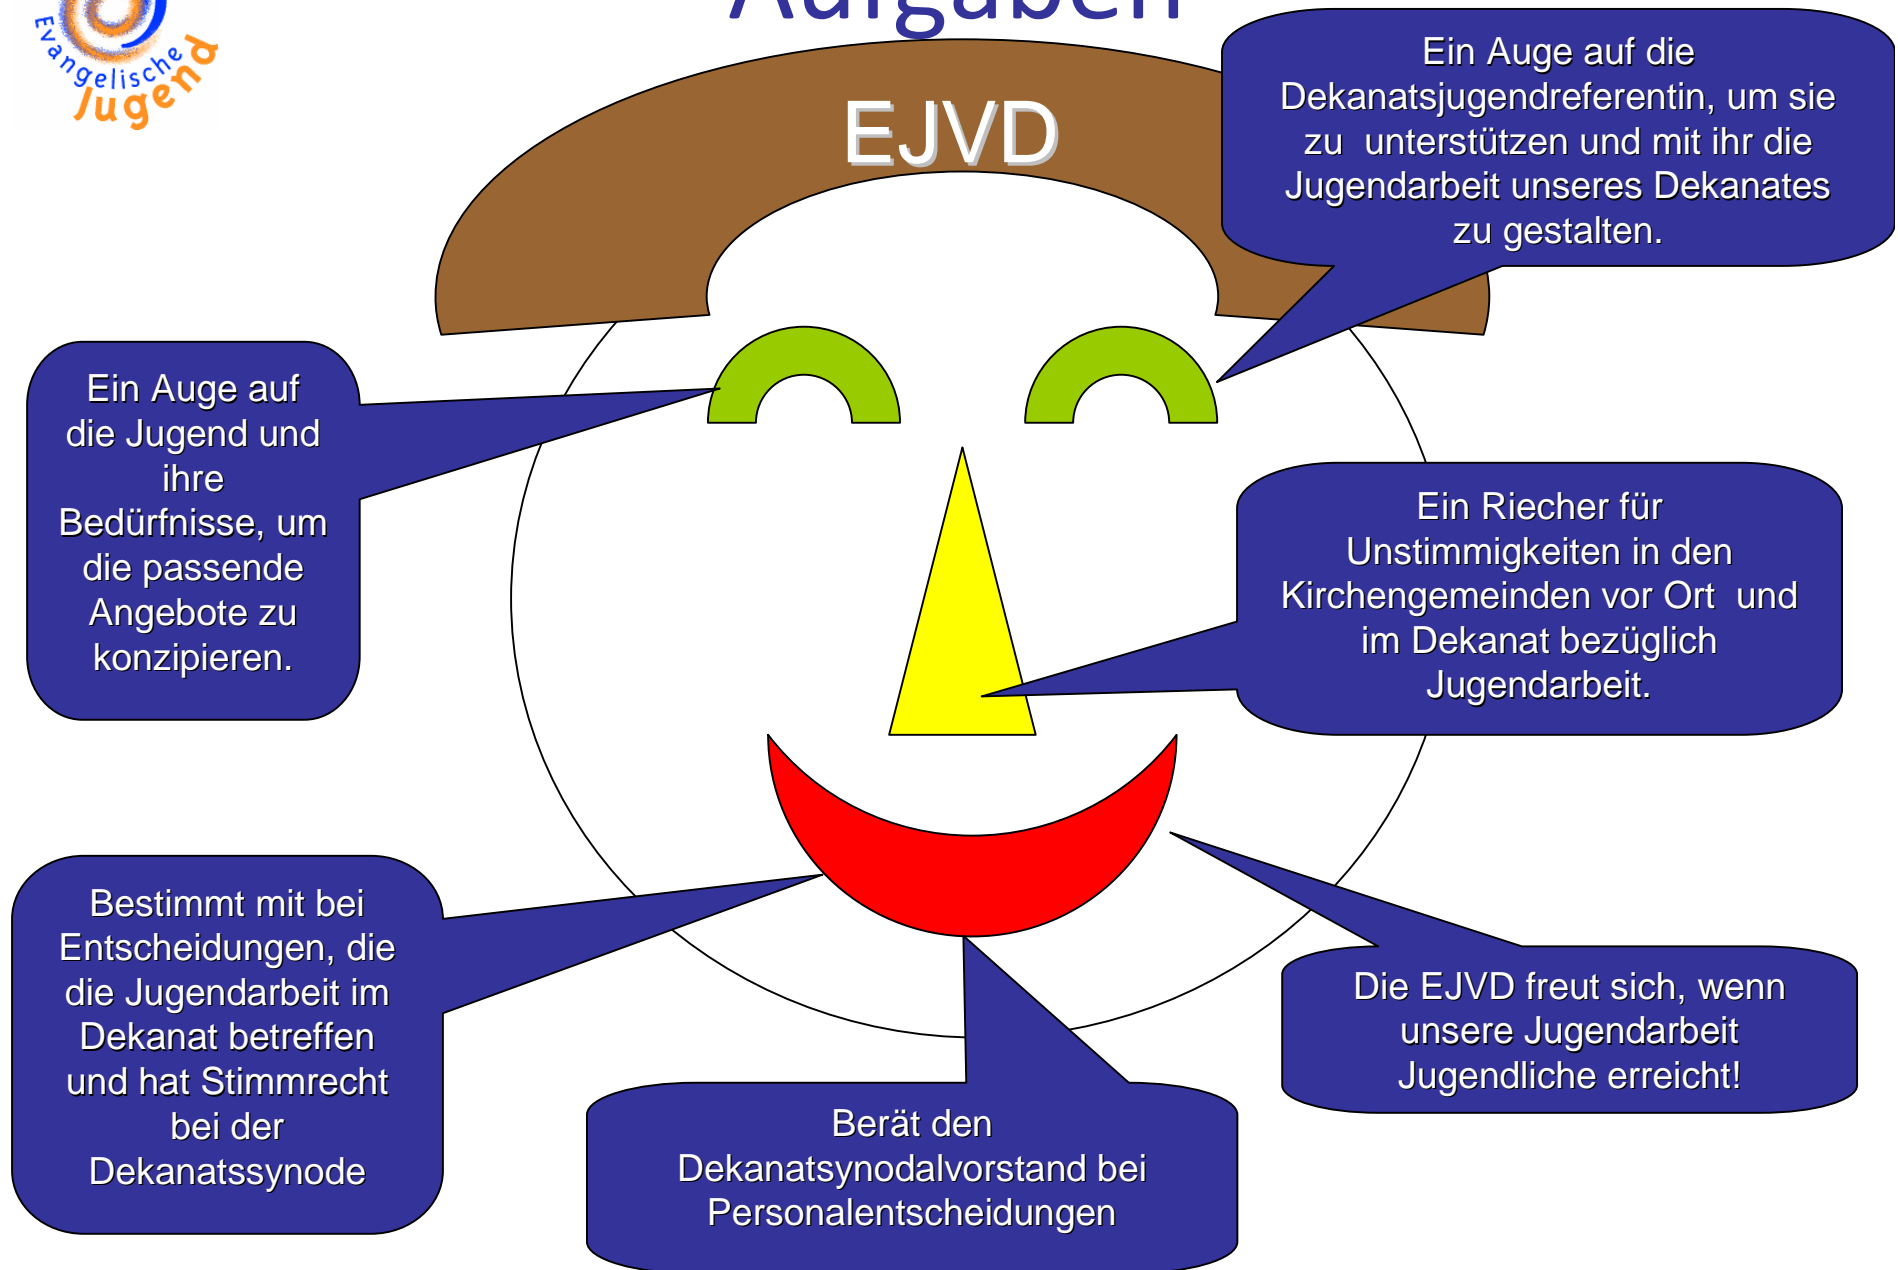 Aufgaben
Evangelische
Jugend
EJVD
Ein Auge auf die
Dekanatsjugendreferentin, um sie
zu unterstützen und mit ihr die
Jugendarbeit unseres Dekanates
zu gestalten.
Ein Auge auf
die Jugend und
ihre
Bedürfnisse, um
die passende
Angebote zu
konzipieren.
Ein Riecher für
Unstimmigkeiten in den
Kirchengemeinden vor Ort und
im Dekanat bezüglich
Jugendarbeit.
Bestimmt mit bei
Entscheidungen, die
die Jugendarbeit im
Dekanat betreffen
und hat Stimmrecht
bei der
Dekanatssynode
Die EJVD freut sich, wenn
unsere Jugendarbeit
Jugendliche erreicht!
Berät den
Dekanatsynodalvorstand bei
Personalentscheidungen